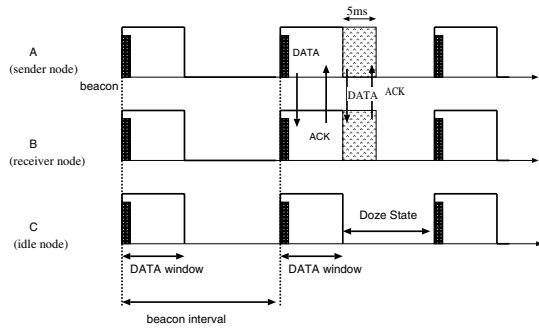 5ms
A
(sender node)
DATA
beacon
DATA
ACK
B
(receiver node)
ACK
C
(idle node)
Doze State
DATA window
DATA window
beacon interval